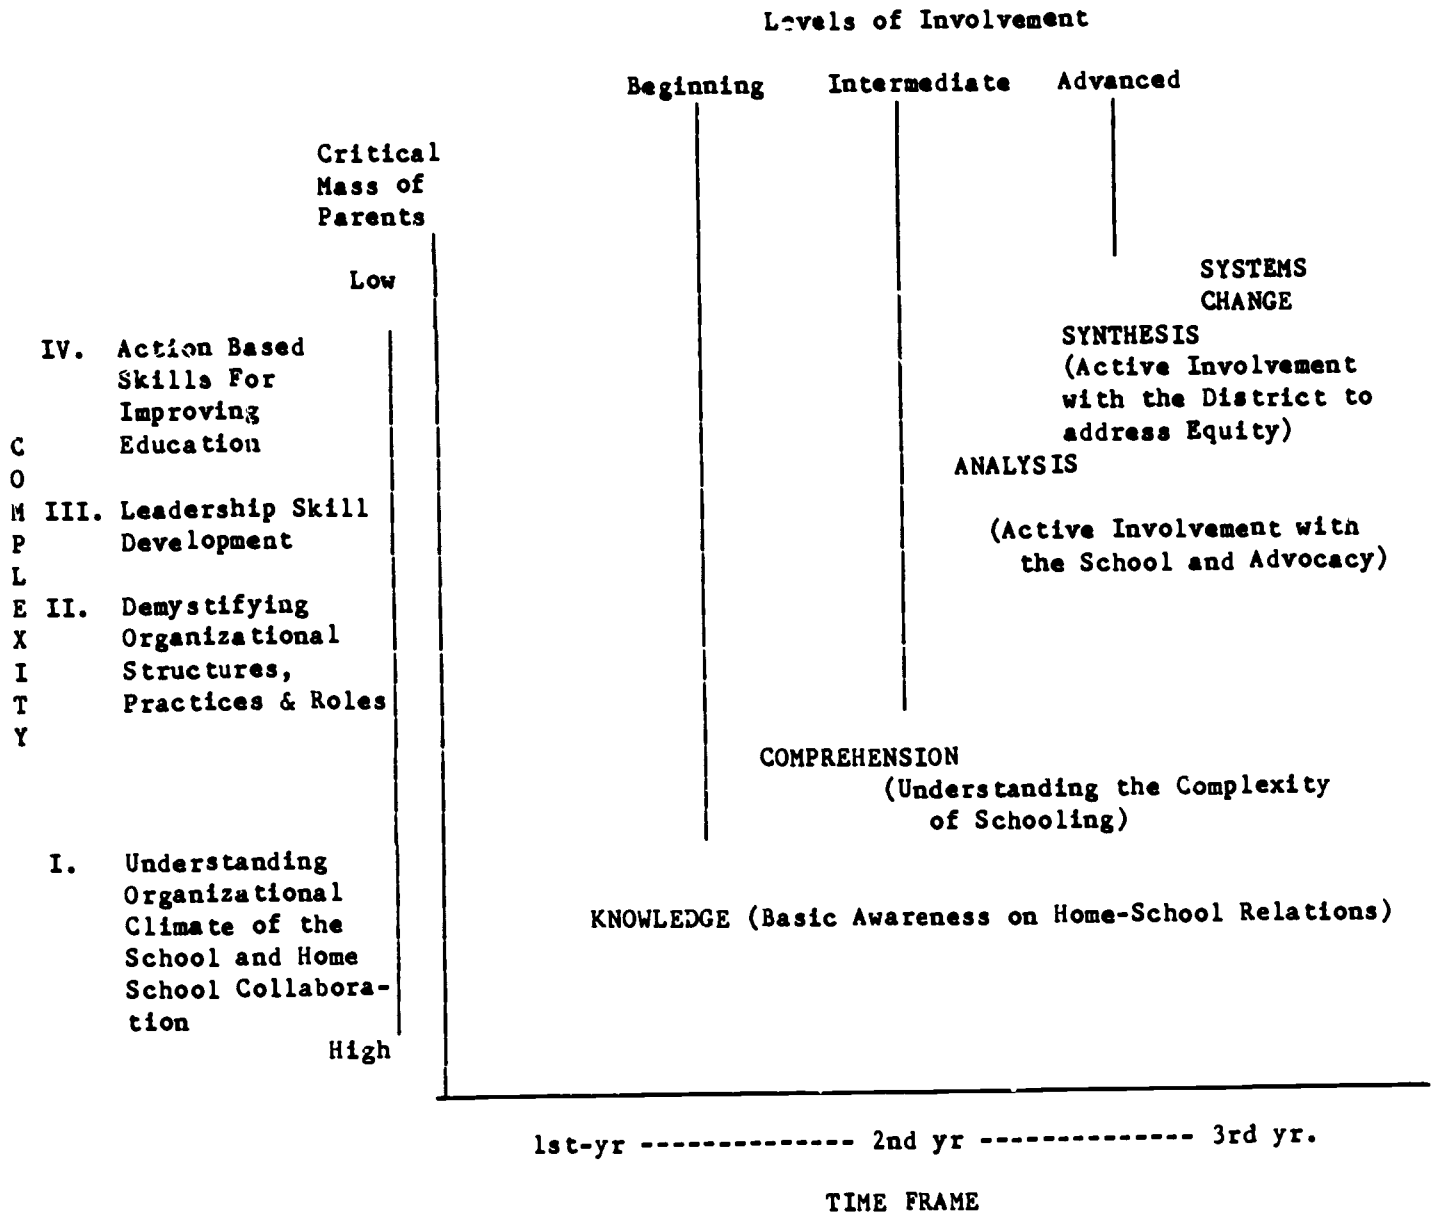 Levels of Involvement
Beginning Intermediate Advanced
Critical
Mass of
Parents
Low
SYSTEMS
CHANGE
IV. Action Based
Skills For
Improving
Education
SYNTHESIS
(Active Involvement
with the District to
address Equity)
ANALYSIS
(Active Involvement with
the School and Advocacy)
COMPLEXITY
III. Leadership Skill
Development
II. Demystifying
Organizational
Structures,
Practices & Roles
COMPREHENSION
(Understanding the Complexity
of Schooling)
I. Understanding
Organizational
Climate of the
School and Home
School Collabora-
tion
KNOWLEDGE (Basic Awareness on Home-School Relations)
High
1st-yr -------------- 2nd yr -------------- 3rd yr.
TIME FRAME